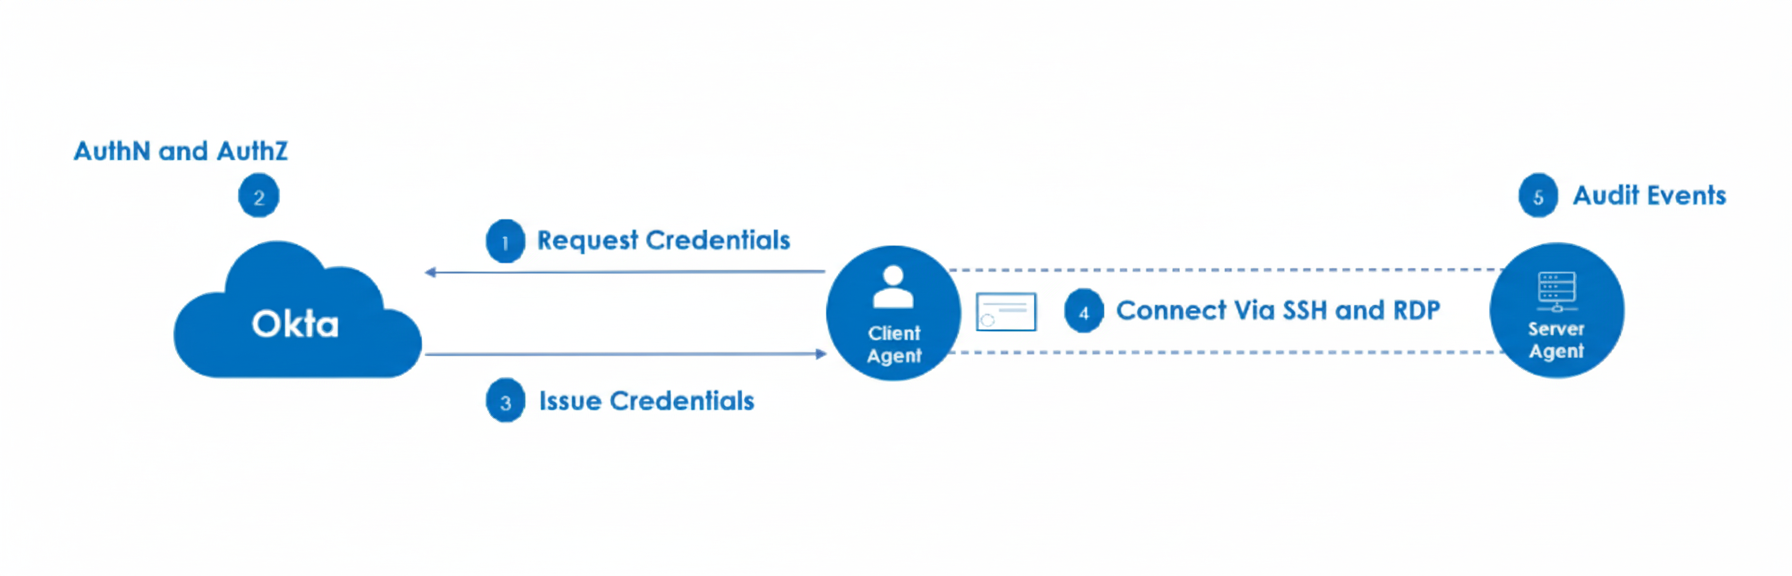 AuthN and AuthZ
2
Okta
1 Request Credentials
3 Issue Credentials
Client
Agent
4 Connect Via SSH and RDP
5 Audit Events
Server
Agent